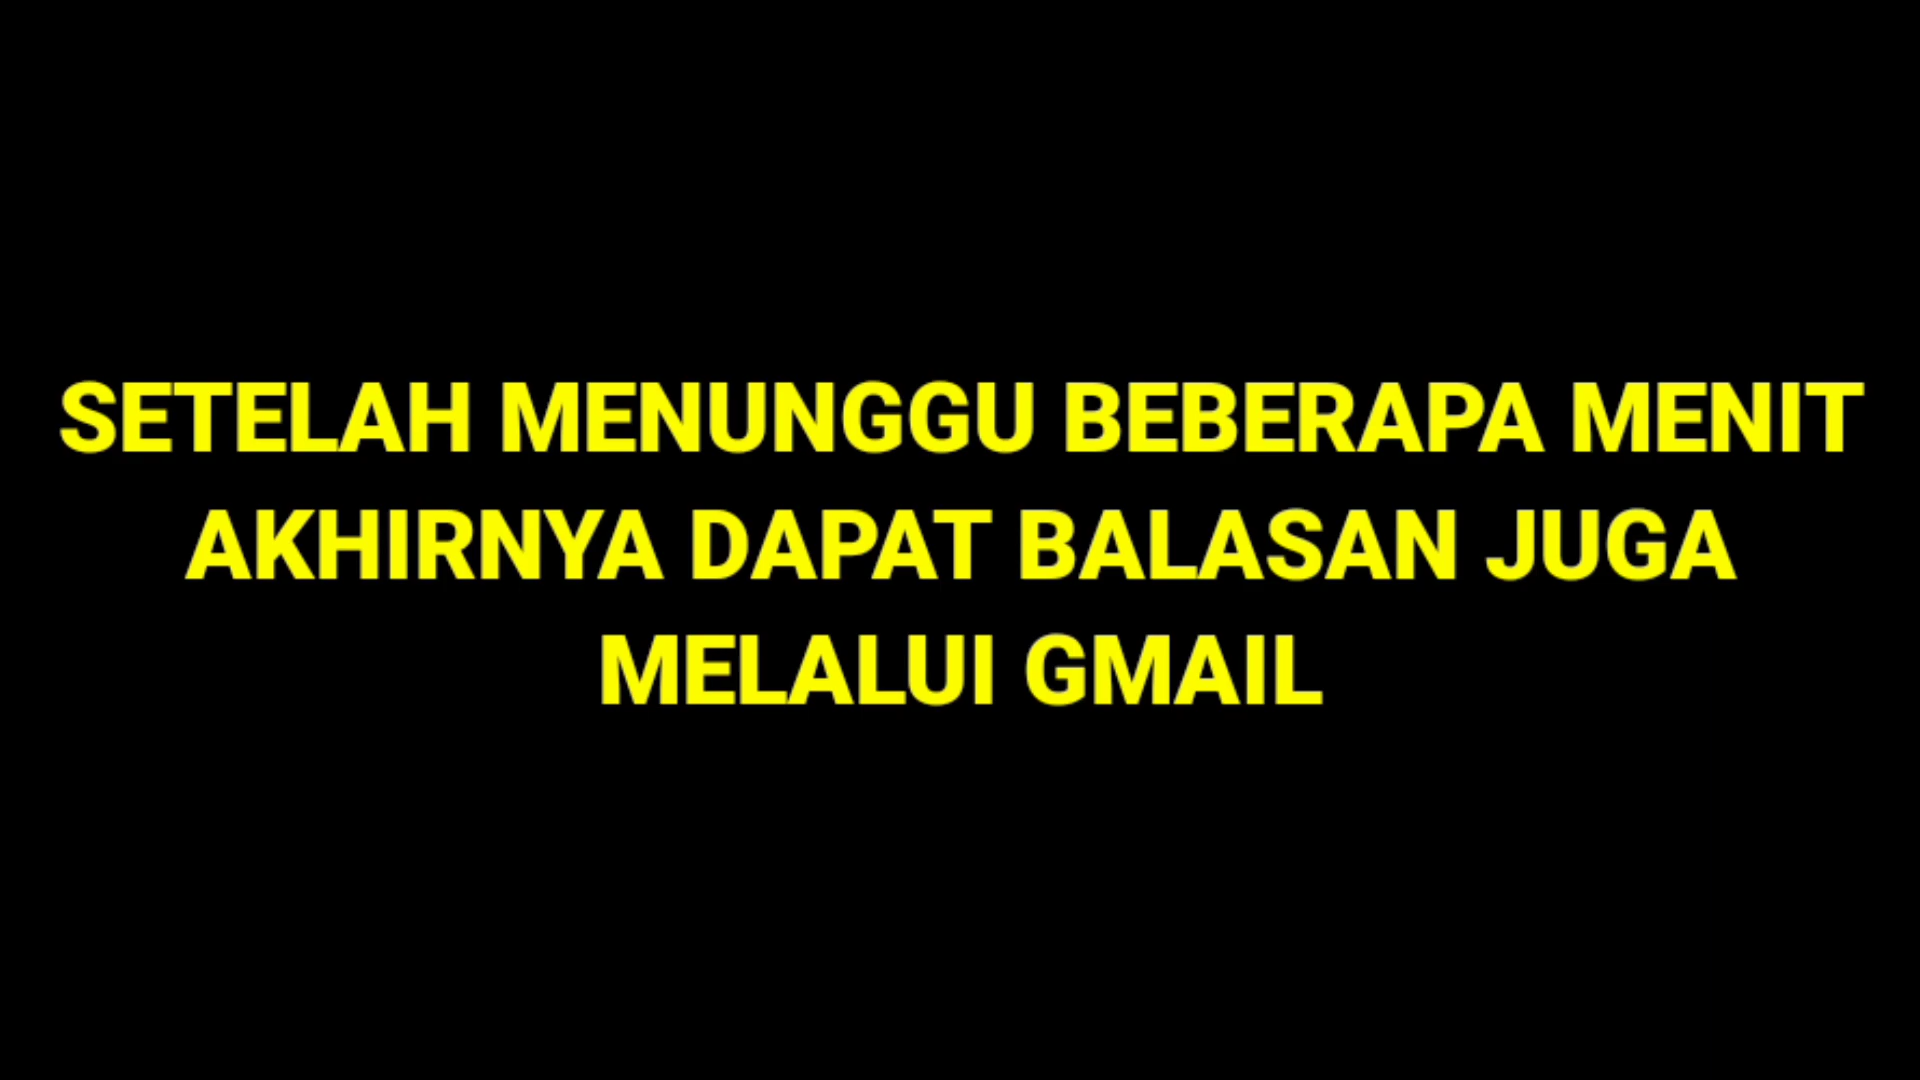 SETELAH MENUNGGU BEBERAPA MENIT
AKHIRNYA DAPAT BALASAN JUGA
MELALUI GMAIL